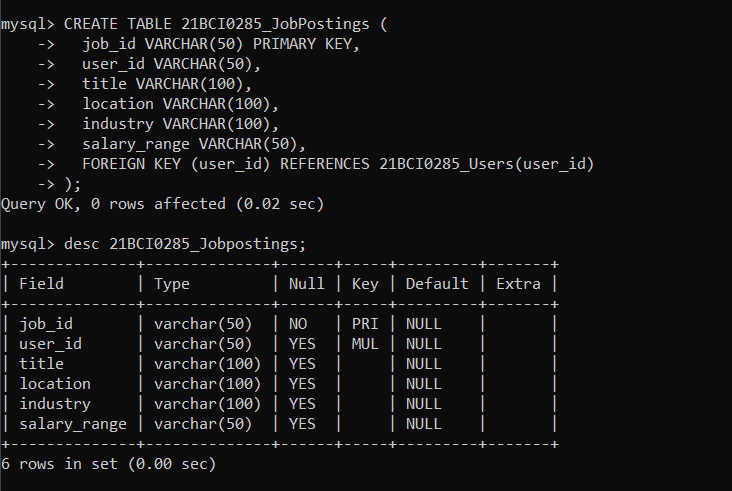 mysql> CREATE TABLE 21BCI0285_JobPostings (
    ->   job_id VARCHAR(50) PRIMARY KEY,
    ->   user_id VARCHAR(50),
    ->   title VARCHAR(100),
    ->   location VARCHAR(100),
    ->   industry VARCHAR(100),
    ->   salary_range VARCHAR(50),
    ->   FOREIGN KEY (user_id) REFERENCES 21BCI0285_Users(user_id)
    -> );
Query OK, 0 rows affected (0.02 sec)
mysql> desc 21BCI0285_Jobpostings;
+--------------+--------------+------+-----+---------+-------+
| Field        | Type         | Null | Key | Default | Extra |
+--------------+--------------+------+-----+---------+-------+
| job_id       | varchar(50)  | NO   | PRI | NULL    |       |
| user_id      | varchar(50)  | YES  | MUL | NULL    |       |
| title        | varchar(100) | YES  |     | NULL    |       |
| location     | varchar(100) | YES  |     | NULL    |       |
| industry     | varchar(100) | YES  |     | NULL    |       |
| salary_range | varchar(50)  | YES  |     | NULL    |       |
+--------------+--------------+------+-----+---------+-------+
6 rows in set (0.00 sec)